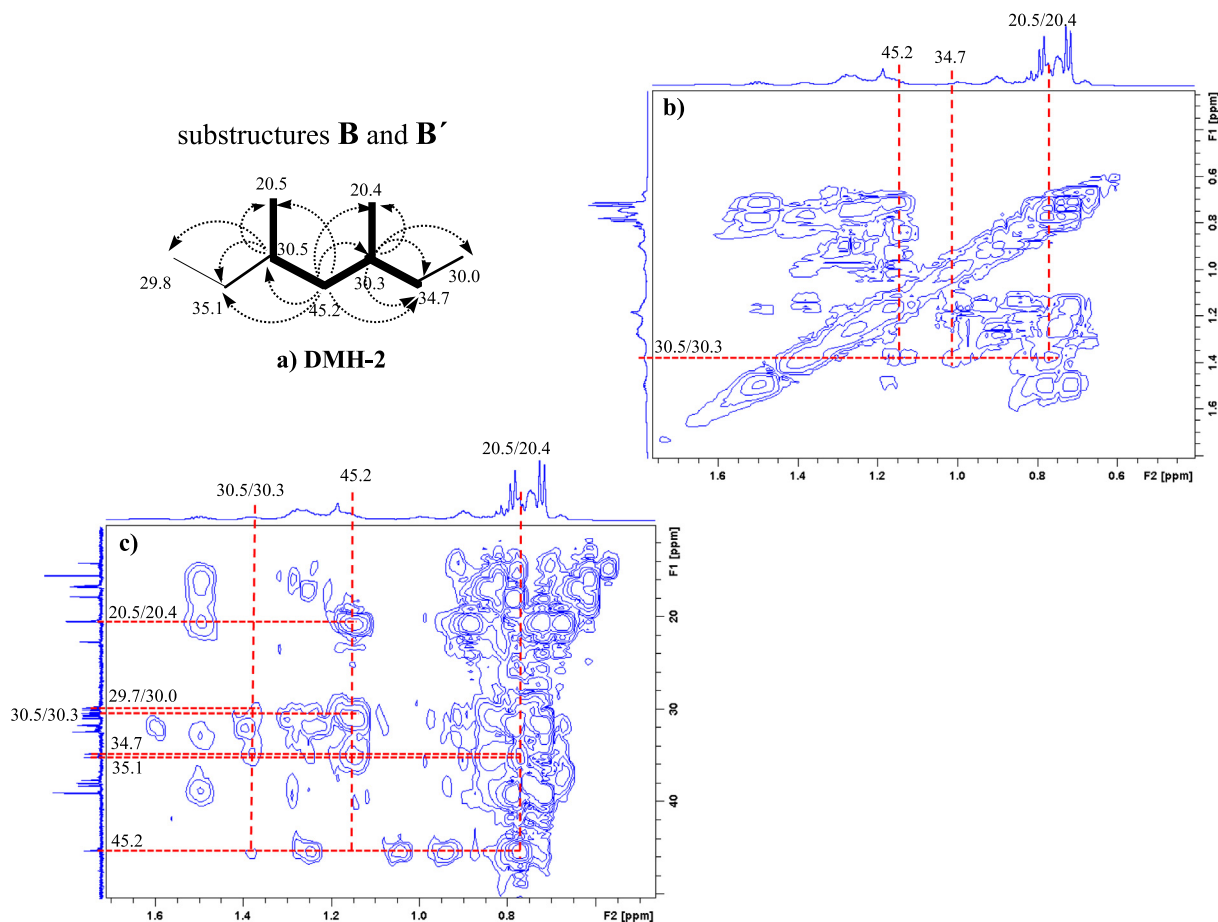 substructures B and B´
20.5 20.4
30.5 30.0
29.8 30.3
35.1 45.2 34.7
a) DMH-2
b)
45.2 34.7 20.5/20.4
30.5/30.3
F1 [ppm]
0.6
0.8
1.0
1.2
1.4
1.6
1.6 1.4 1.2 1.0 0.8 0.6 F2 [ppm]
c)
30.5/30.3 45.2 20.5/20.4
20.5/20.4
29.7/30.0
30.5/30.3
34.7
35.1
45.2
F1 [ppm]
20
30
40
1.6 1.4 1.2 1.0 0.8 F2 [ppm]